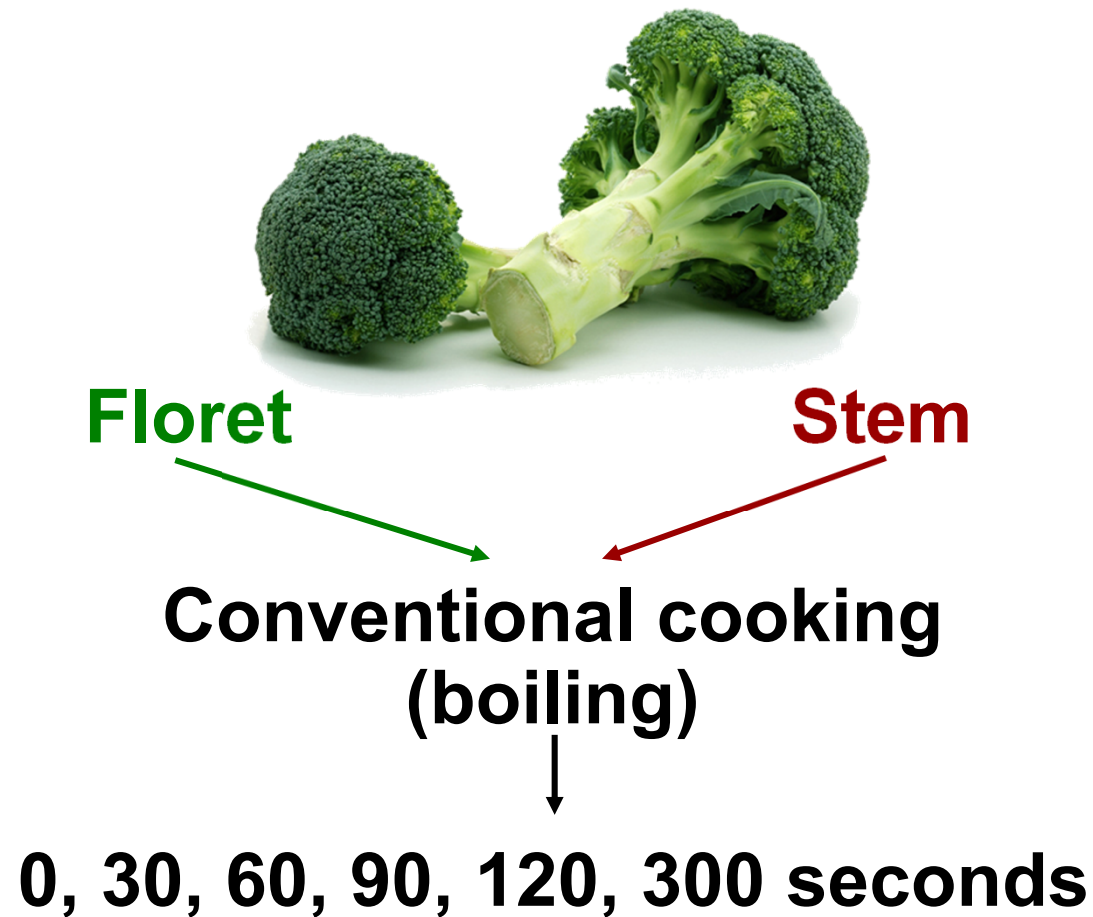 Floret
Stem
Conventional cooking
(boiling)
0, 30, 60, 90, 120, 300 seconds